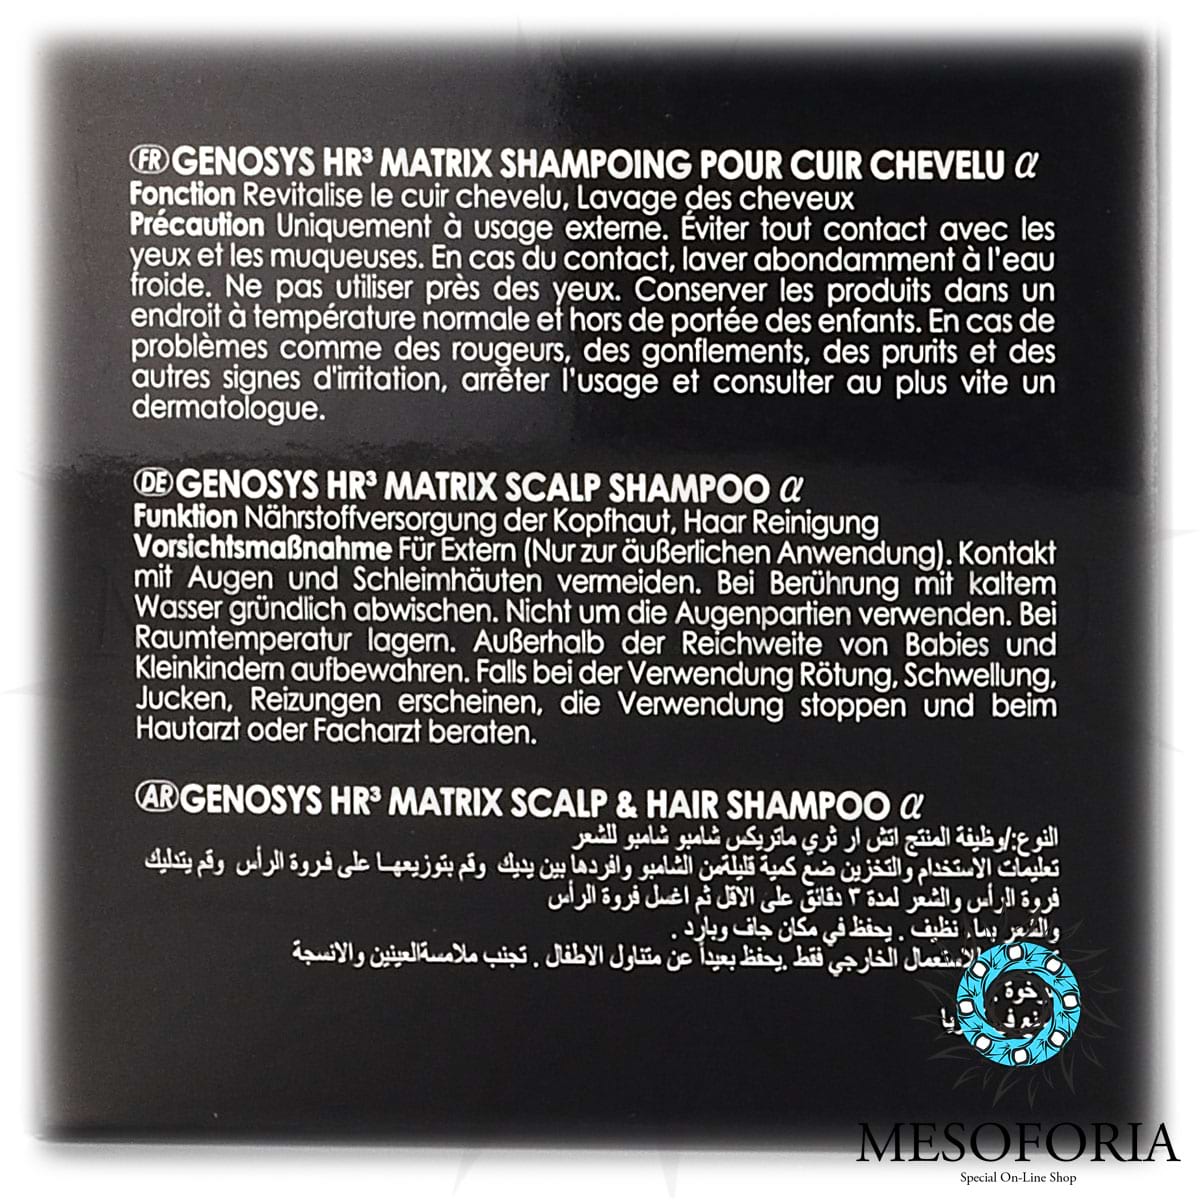 FR GENOSYS HR³ MATRIX SHAMPOING POUR CUIR CHEVELU α
Fonction Revitalise le cuir chevelu, Lavage des cheveux
Précaution Uniquement à usage externe. Éviter tout contact avec les
yeux et les muqueuses. En cas du contact, laver abondamment à l'eau
froide. Ne pas utiliser près des yeux. Conserver les produits dans un
endroit à température normale et hors de portée des enfants. En cas de
problèmes comme des rougeurs, des gonflements, des prurits et des
autres signes d'irritation, arrêter l'usage et consulter au plus vite un
dermatologue.
DE GENOSYS HR³ MATRIX SCALP SHAMPOO α
Funktion Nährstoffversorgung der Kopfhaut, Haar Reinigung
Vorsichtsmaßnahme Für Extern (Nur zur äußerlichen Anwendung). Kontakt
mit Augen und Schleimhäuten vermeiden. Bei Berührung mit kaltem
Wasser gründlich abwischen. Nicht um die Augenpartien verwenden. Bei
Raumtemperatur lagern. Außerhalb der Reichweite von Babies und
Kleinkindern aufbewahren. Falls bei der Verwendung Rötung, Schwellung,
Jucken, Reizungen erscheinen, die Verwendung stoppen und beim
Hautarzt oder Facharzt beraten.
AR GENOSYS HR³ MATRIX SCALP & HAIR SHAMPOO α
النوع:/وظيفة المنتج اتش ار ثري ماتريكس شامبو شامبو للشعر
تعليمات الاستخدام والتخزين ضع كمية قليلةمن الشامبو وافردها بين يديك وقم بتوزيعها على فروة الرأس وقم بتدليك
فروة الرأس والشعر لمدة ٣ دقائق على الاقل ثم اغسل فروة الرأس
والشعر بماء نظيف . يحفظ في مكان جاف وبارد .
للاستعمال الخارجي فقط .يحفظ بعيداً عن متناول الاطفال . تجنب ملامسةالعينين والانسجة
MESOFORIA
Special On-Line Shop